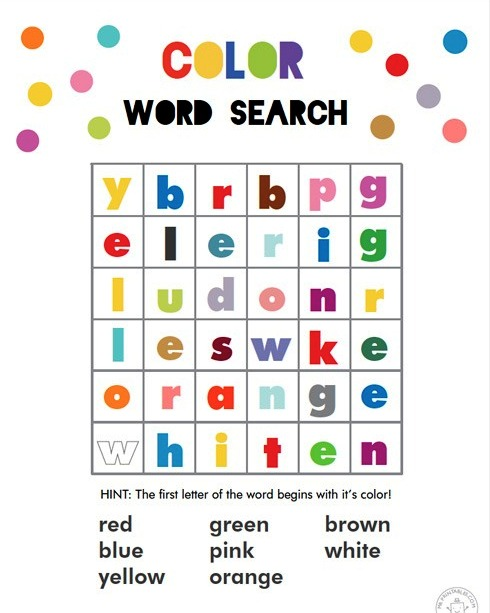 COLOR
WORD SEARCH
y b r b p g
e l e r i g
l u d o n r
l e s w k e
o r a n g e
w h i t e n
HINT: The first letter of the word begins with it's color!
red green brown
blue pink white
yellow orange